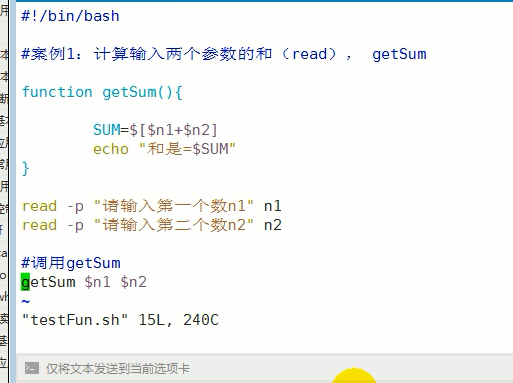 #!/bin/bash
#案例1：计算输入两个参数的和（read）， getSum
function getSum(){
SUM=$[$n1+$n2]
echo "和是=$SUM"
}
read -p "请输入第一个数n1" n1
read -p "请输入第二个数n2" n2
#调用getSum
getSum $n1 $n2
~
"testFun.sh" 15L, 240C
仅将文本发送到当前选项卡